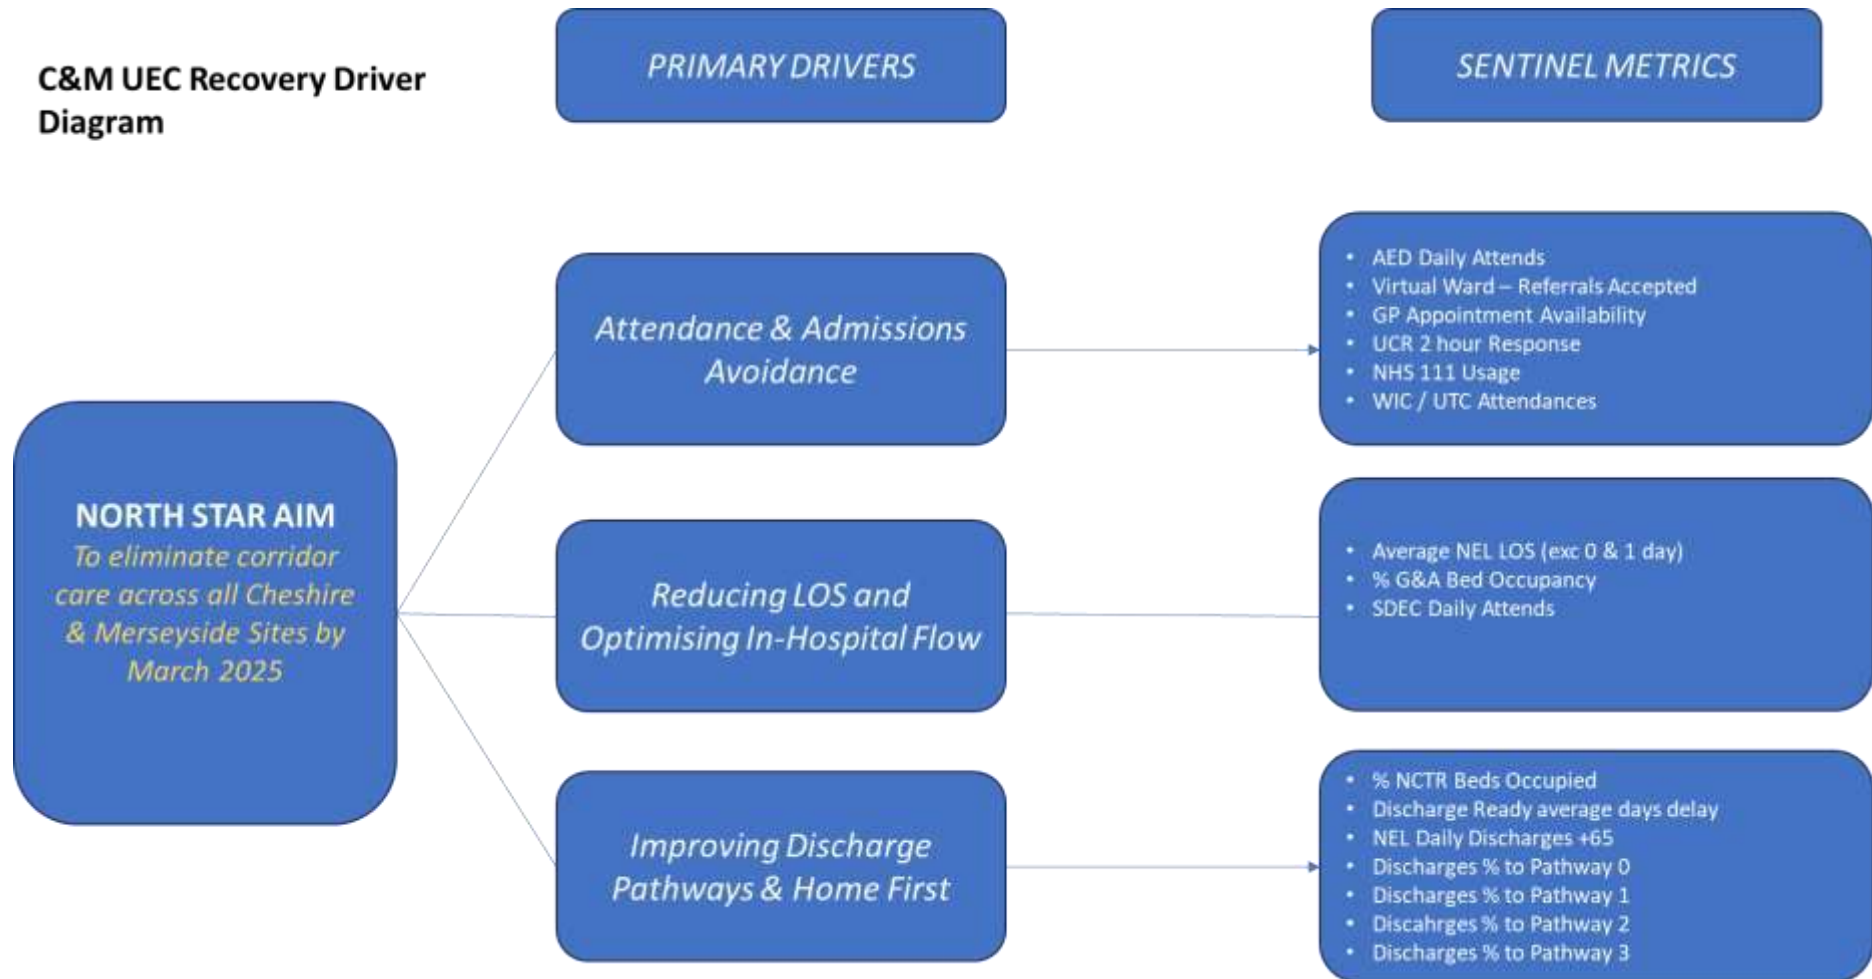 C&M UEC Recovery Driver
Diagram
PRIMARY DRIVERS
SENTINEL METRICS
NORTH STAR AIM
To eliminate corridor
care across all Cheshire
& Merseyside Sites by
March 2025
Attendance & Admissions
Avoidance
• AED Daily Attends
• Virtual Ward – Referrals Accepted
• GP Appointment Availability
• UCR 2 hour Response
• NHS 111 Usage
• WIC / UTC Attendances
Reducing LOS and
Optimising In-Hospital Flow
• Average NEL LOS (exc 0 & 1 day)
• % G&A Bed Occupancy
• SDEC Daily Attends
Improving Discharge
Pathways & Home First
• % NCTR Beds Occupied
• Discharge Ready average days delay
• NEL Daily Discharges +65
• Discharges % to Pathway 0
• Discharges % to Pathway 1
• Discahrges % to Pathway 2
• Discharges % to Pathway 3